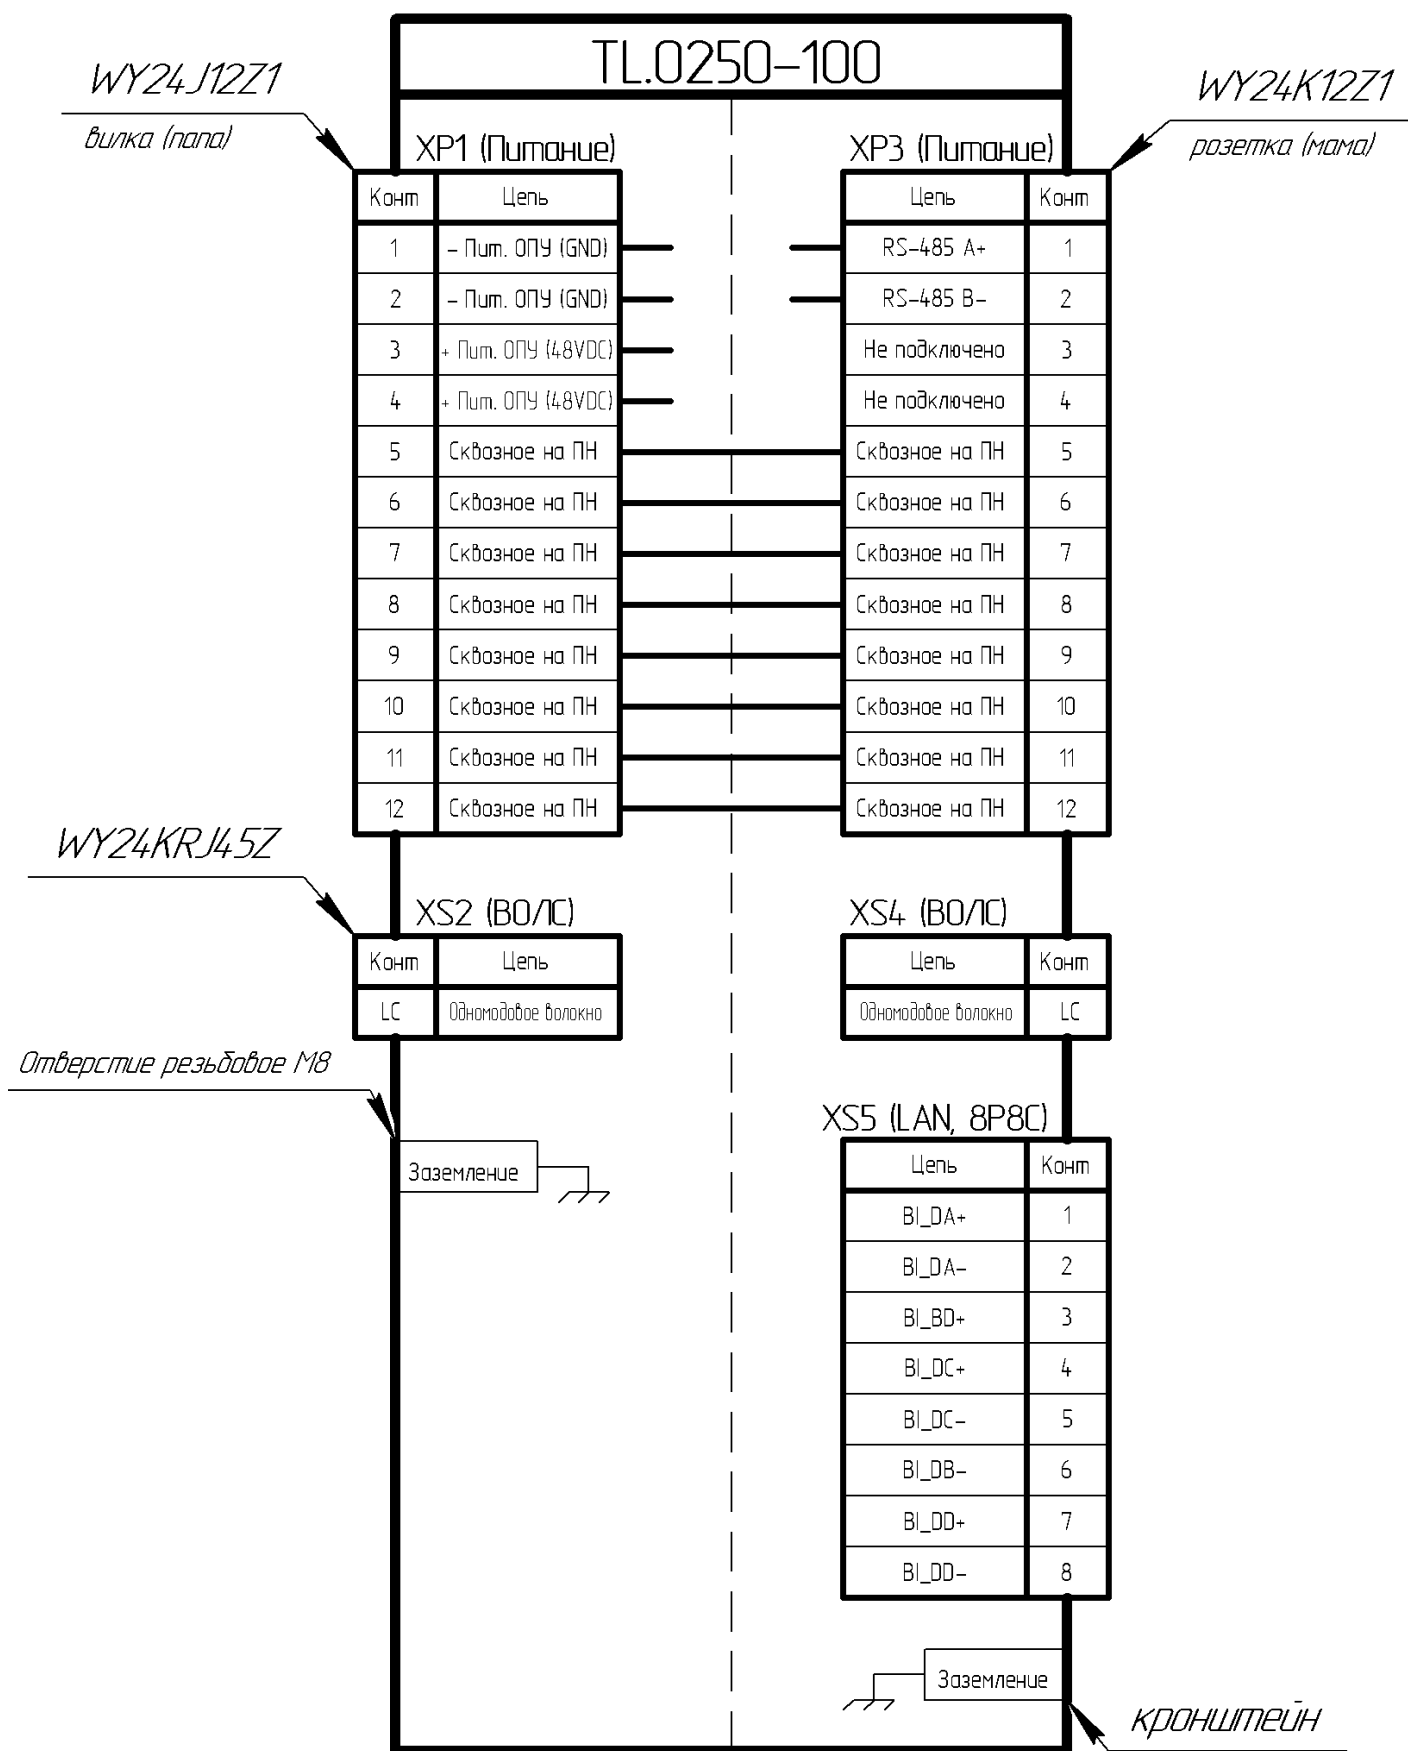 TL.0250-100
WY24J12Z1
вилка (папа)
WY24K12Z1
розетка (мама)
XP1 (Питание)
Конт Цепь
1 - Пит. ОПУ (GND)
2 - Пит. ОПУ (GND)
3 + Пит. ОПУ (48VDC)
4 + Пит. ОПУ (48VDC)
5 Сквозное на ПН
6 Сквозное на ПН
7 Сквозное на ПН
8 Сквозное на ПН
9 Сквозное на ПН
10 Сквозное на ПН
11 Сквозное на ПН
12 Сквозное на ПН
XP3 (Питание)
Цепь Конт
RS-485 A+ 1
RS-485 B- 2
Не подключено 3
Не подключено 4
Сквозное на ПН 5
Сквозное на ПН 6
Сквозное на ПН 7
Сквозное на ПН 8
Сквозное на ПН 9
Сквозное на ПН 10
Сквозное на ПН 11
Сквозное на ПН 12
WY24KRJ45Z
XS2 (ВОЛС)
Конт Цепь
LC Одномодовое волокно
XS4 (ВОЛС)
Цепь Конт
Одномодовое волокно LC
Отверстие резьбовое М8
Заземление
XS5 (LAN, 8P8C)
Цепь Конт
BI_DA+ 1
BI_DA- 2
BI_BD+ 3
BI_DC+ 4
BI_DC- 5
BI_DB- 6
BI_DD+ 7
BI_DD- 8
Заземление
кронштейн